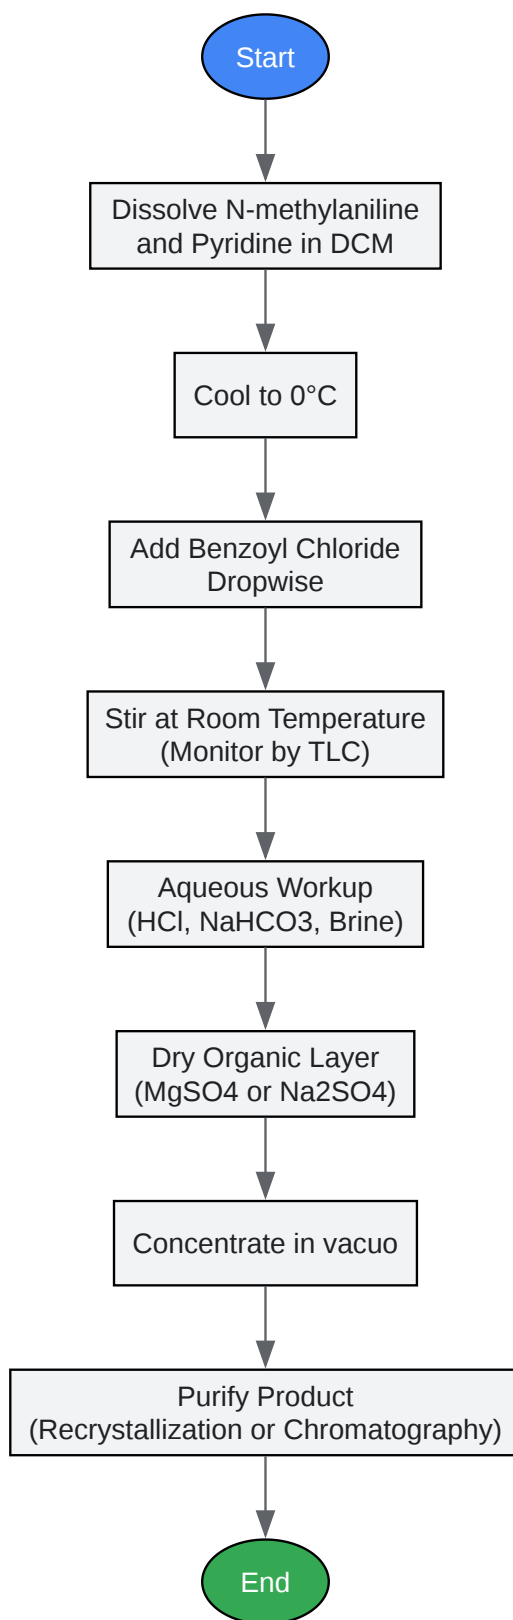 Start
Dissolve N-methylaniline
and Pyridine in DCM
Cool to 0°C
Add Benzoyl Chloride
Dropwise
Stir at Room Temperature
(Monitor by TLC)
Aqueous Workup
(HCl, NaHCO3, Brine)
Dry Organic Layer
(MgSO4 or Na2SO4)
Concentrate in vacuo
Purify Product
(Recrystallization or Chromatography)
End